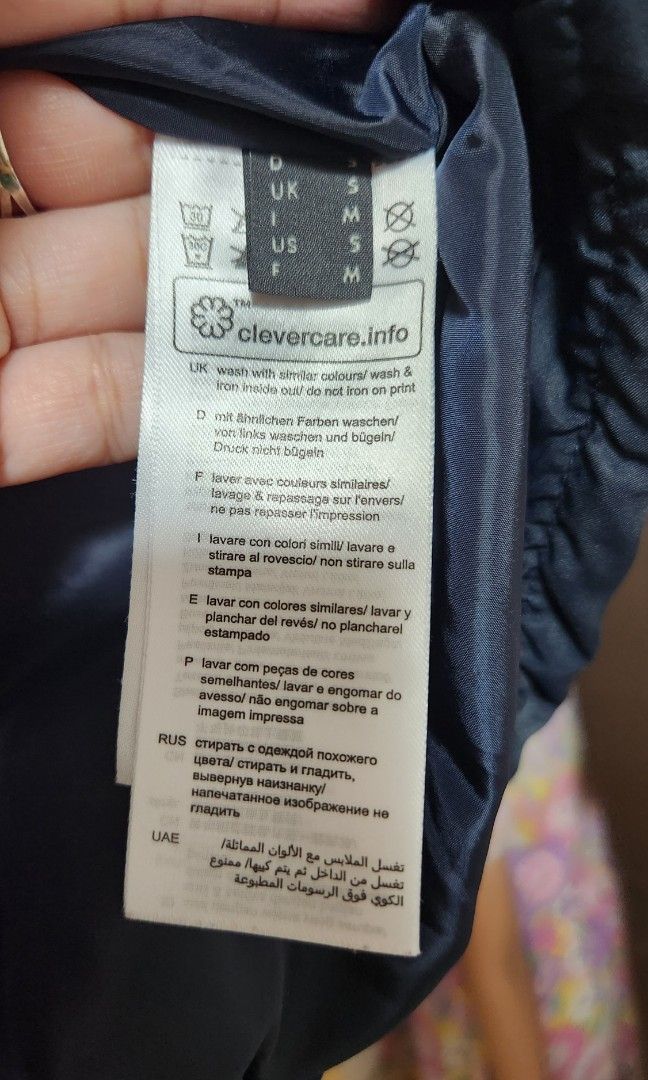 D S
UK S
I M
US S
F M
30
TM
clevercare.info
UK wash with similar colours/ wash &
iron inside out/ do not iron on print
D mit ähnlichen Farben waschen/
von links waschen und bügeln/
Druck nicht bügeln
F laver avec couleurs similaires/
lavage & repassage sur l'envers/
ne pas repasser l'impression
I lavare con colori simili/ lavare e
stirare al rovescio/ non stirare sulla
stampa
E lavar con colores similares/ lavar y
planchar del revés/ no plancharel
estampado
P lavar com peças de cores
semelhantes/ lavar e engomar do
avesso/ não engomar sobre a
imagem impressa
RUS стирать с одеждой похожего
цвета/ стирать и гладить,
вывернув наизнанку/
напечатанное изображение не
гладить
UAE تغسل الملابس مع الألوان المماثلة/
تغسل من الداخل ثم يتم كيها/ ممنوع
الكوي فوق الرسومات المطبوعة